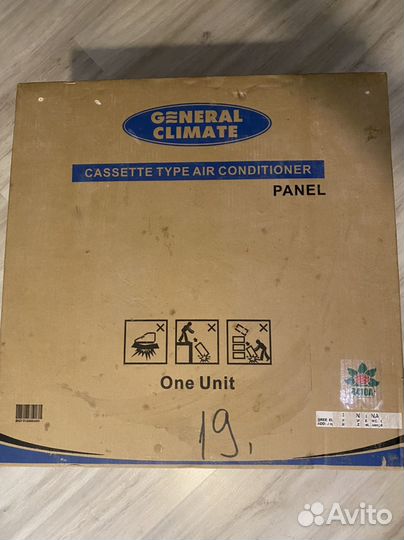 GENERAL
CLIMATE
CASSETTE TYPE AIR CONDITIONER
PANEL
One Unit
19.
Avito